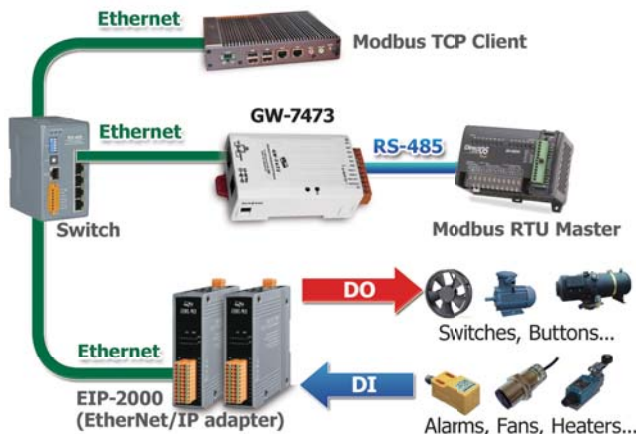 Ethernet
Modbus TCP Client
GW-7473
Ethernet
RS-485
Switch
Modbus RTU Master
DO
Switches, Buttons...
Ethernet
EIP-2000
(EtherNet/IP adapter)
DI
Alarms, Fans, Heaters...